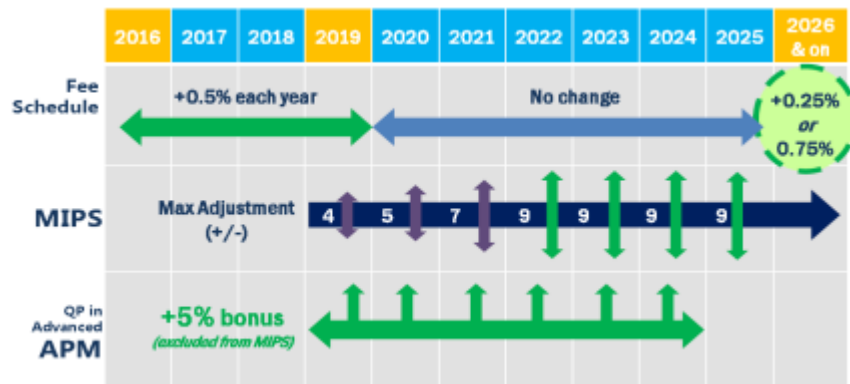 2016 2017 2018 2019 2020 2021 2022 2023 2024 2025 2026
& on
Fee
Schedule
+0.5% each year
No change
+0.25%
or
0.75%
MIPS
Max Adjustment
(+/-)
4 5 7 9 9 9 9
QP in
Advanced
APM
+5% bonus
(excluded from MIPS)